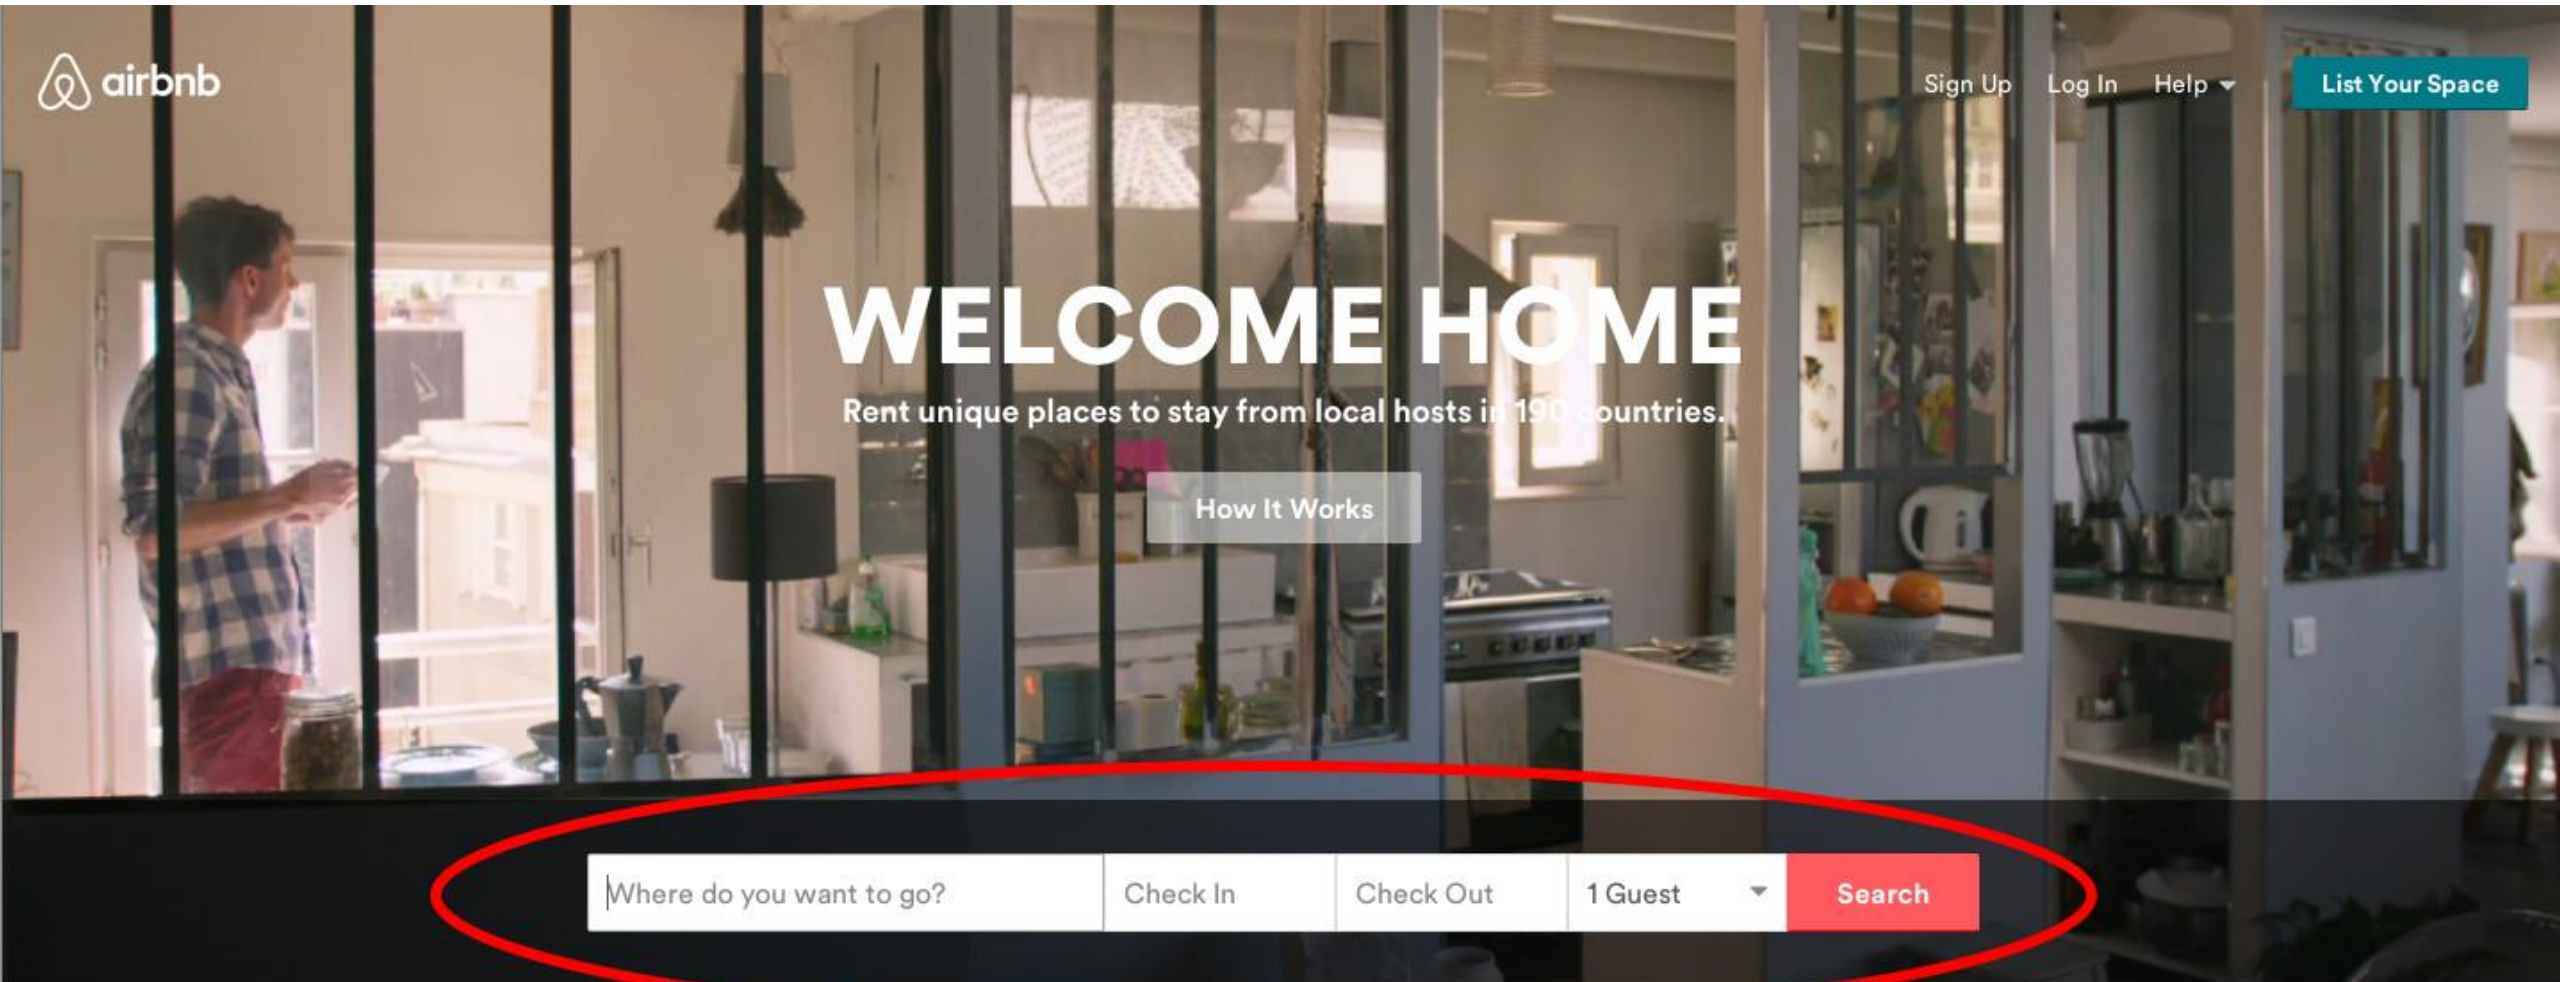 airbnb
Sign Up Log In Help List Your Space
WELCOME HOME
Rent unique places to stay from local hosts in 190 countries.
How It Works
Where do you want to go? Check In Check Out 1 Guest Search